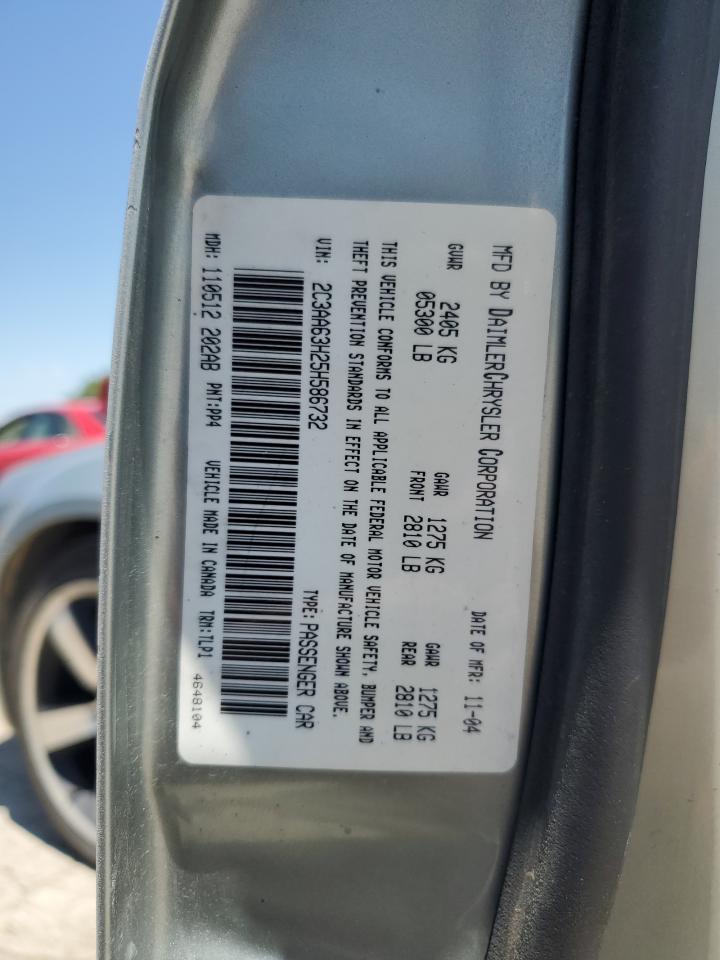 MFD BY DAIMLERCHRYSLER CORPORATION
DATE OF MFR: 11-04
GVWR 2405 KG
05300 LB
GAWR 1275 KG
FRONT 2810 LB
GAWR 1275 KG
REAR 2810 LB
THIS VEHICLE CONFORMS TO ALL APPLICABLE FEDERAL MOTOR VEHICLE SAFETY, BUMPER AND
THEFT PREVENTION STANDARDS IN EFFECT ON THE DATE OF MANUFACTURE SHOWN ABOVE.
VIN: 2C3AA63H25H586732
TYPE: PASSENGER CAR
MDH: 110512 202AB PNT:PP4 VEHICLE MADE IN CANADA TRM:TLP1
4648104